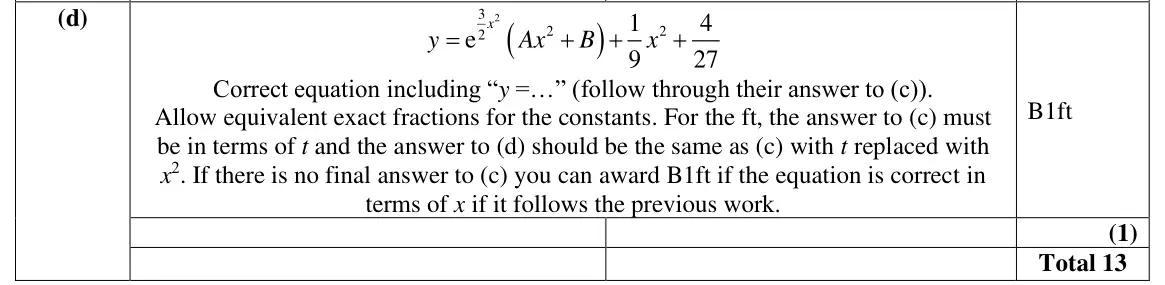 (d)
y = e^{\frac{3}{2}x^2} (Ax^2 + B) + \frac{1}{9}x^2 + \frac{4}{27}
Correct equation including “y =…” (follow through their answer to (c)).
Allow equivalent exact fractions for the constants. For the ft, the answer to (c) must
be in terms of t and the answer to (d) should be the same as (c) with t replaced with
x². If there is no final answer to (c) you can award B1ft if the equation is correct in
terms of x if it follows the previous work.
B1ft
(1)
Total 13